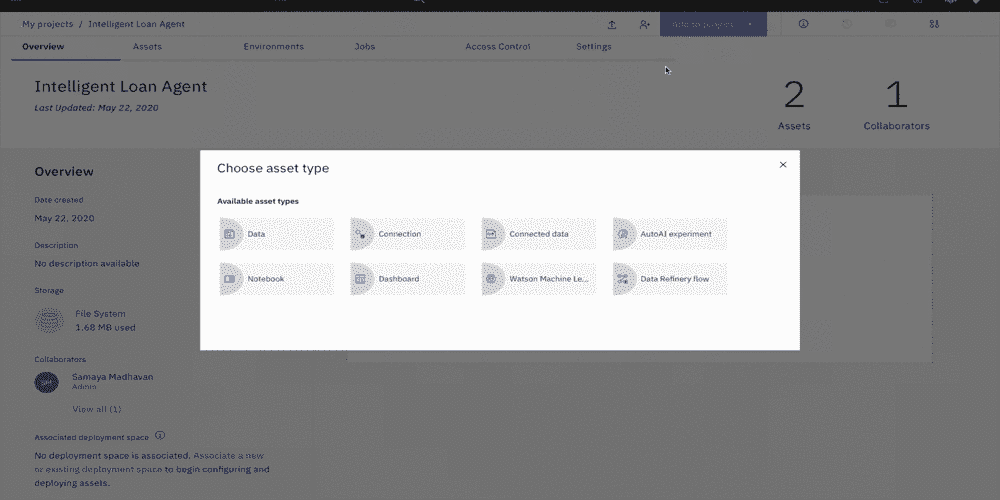 My projects / Intelligent Loan Agent
Add to project
Overview Assets Environments Jobs Access Control Settings
Intelligent Loan Agent
Last Updated: May 22, 2020
2 1
Assets Collaborators
Choose asset type
Available asset types
Data Connection Connected data AutoAI experiment
Notebook Dashboard Watson Machine Le... Data Refinery flow
Overview
Date created
May 22, 2020
Description
No description available
Storage
File System
1.68 MB used
Collaborators
Samaya Madhavan
Admin
View all (1)
Associated deployment space
No deployment space is associated. Associate a new
or existing deployment space to begin configuring and
deploying assets.